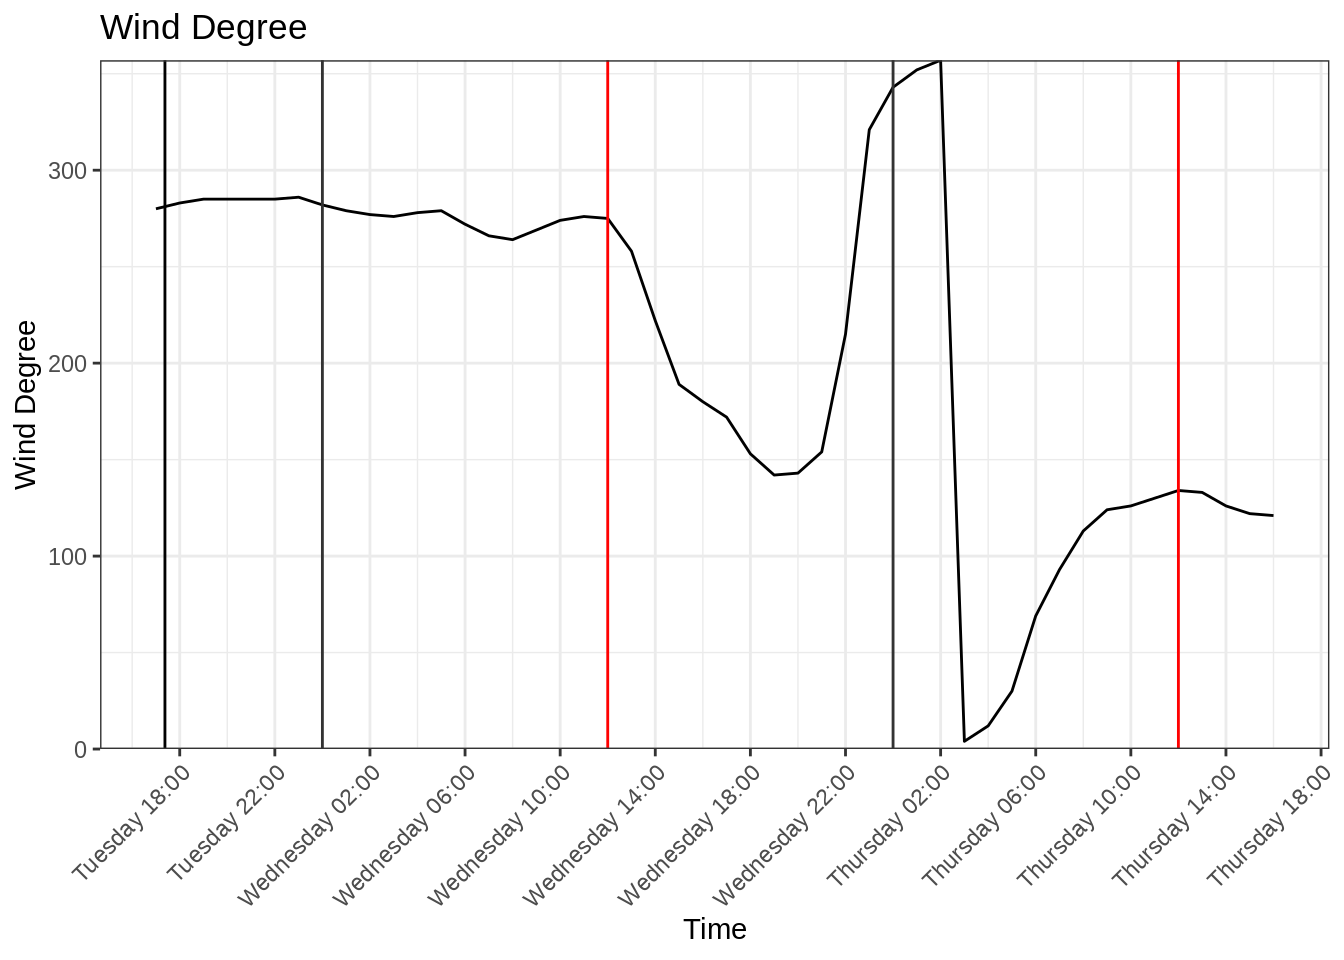 Wind Degree
Wind Degree
300
200
100
0
Tuesday 18:00
Tuesday 22:00
Wednesday 02:00
Wednesday 06:00
Wednesday 10:00
Wednesday 14:00
Wednesday 18:00
Wednesday 22:00
Thursday 02:00
Thursday 06:00
Thursday 10:00
Thursday 14:00
Thursday 18:00
Time